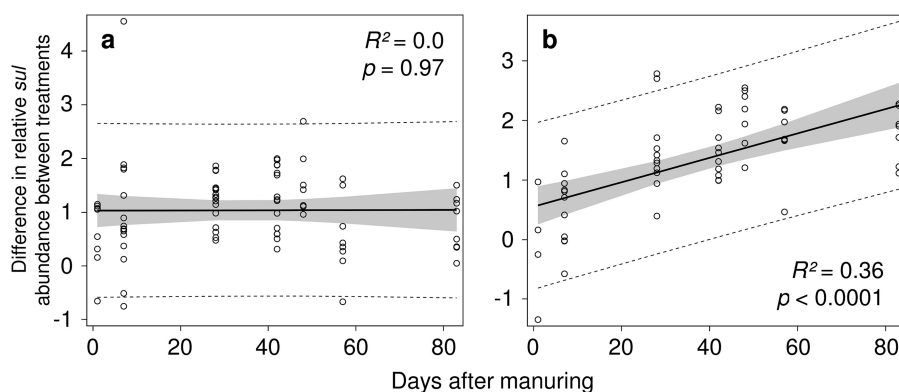 Difference in relative sul
abundance between treatments
a
R² = 0.0
p = 0.97
4
3
2
1
0
-1
0 20 40 60 80
b
R² = 0.36
p < 0.0001
3
2
1
0
-1
0 20 40 60 80
Days after manuring